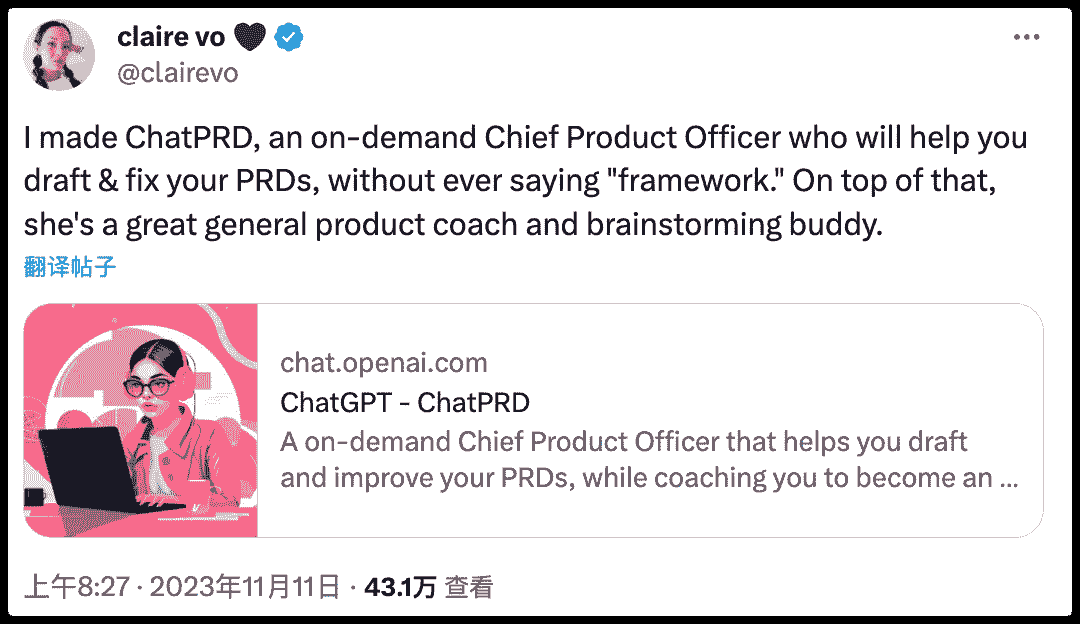 claire vo 🖤
@clairevo
I made ChatPRD, an on-demand Chief Product Officer who will help you
draft & fix your PRDs, without ever saying "framework." On top of that,
she's a great general product coach and brainstorming buddy.
翻译帖子
chat.openai.com
ChatGPT - ChatPRD
A on-demand Chief Product Officer that helps you draft
and improve your PRDs, while coaching you to become an ...
上午8:27 · 2023年11月11日 · 43.1万 查看